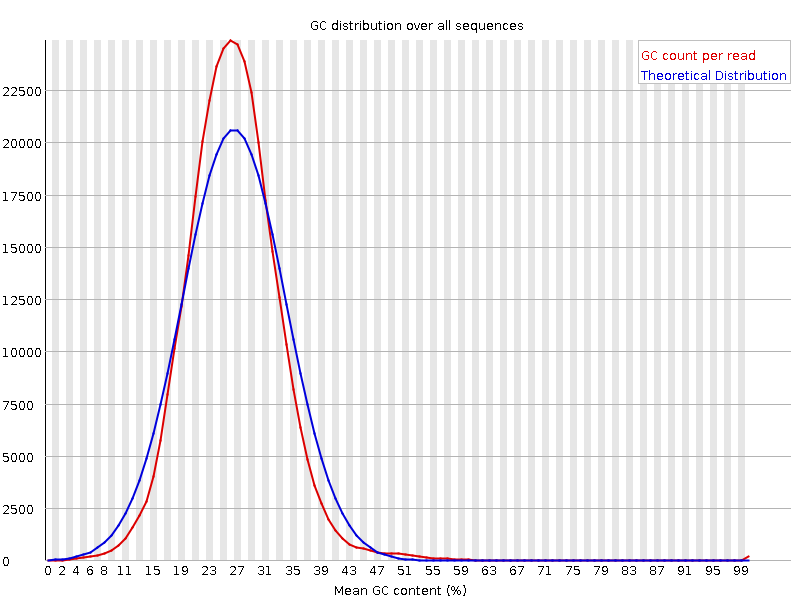 GC distribution over all sequences
GC count per read
Theoretical Distribution
22500
20000
17500
15000
12500
10000
7500
5000
2500
0
0 2 4 6 8 11 15 19 23 27 31 35 39 43 47 51 55 59 63 67 71 75 79 83 87 91 95 99
Mean GC content (%)